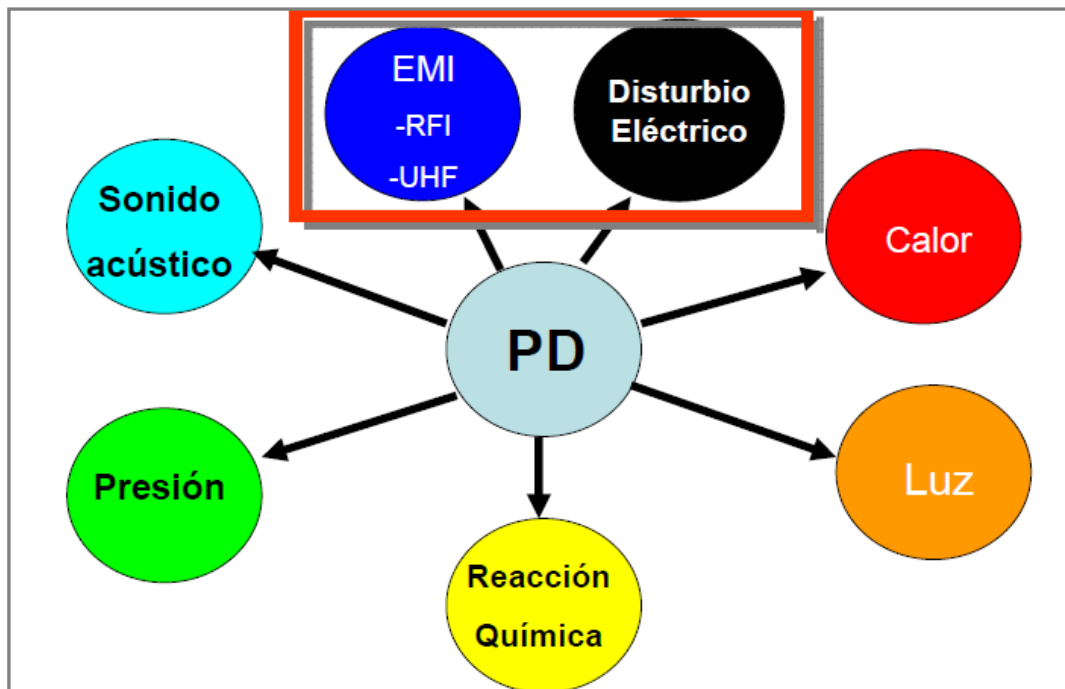 EMI
-RFI
-UHF
Disturbio
Eléctrico
Sonido
acústico
Calor
PD
Presión
Luz
Reacción
Química